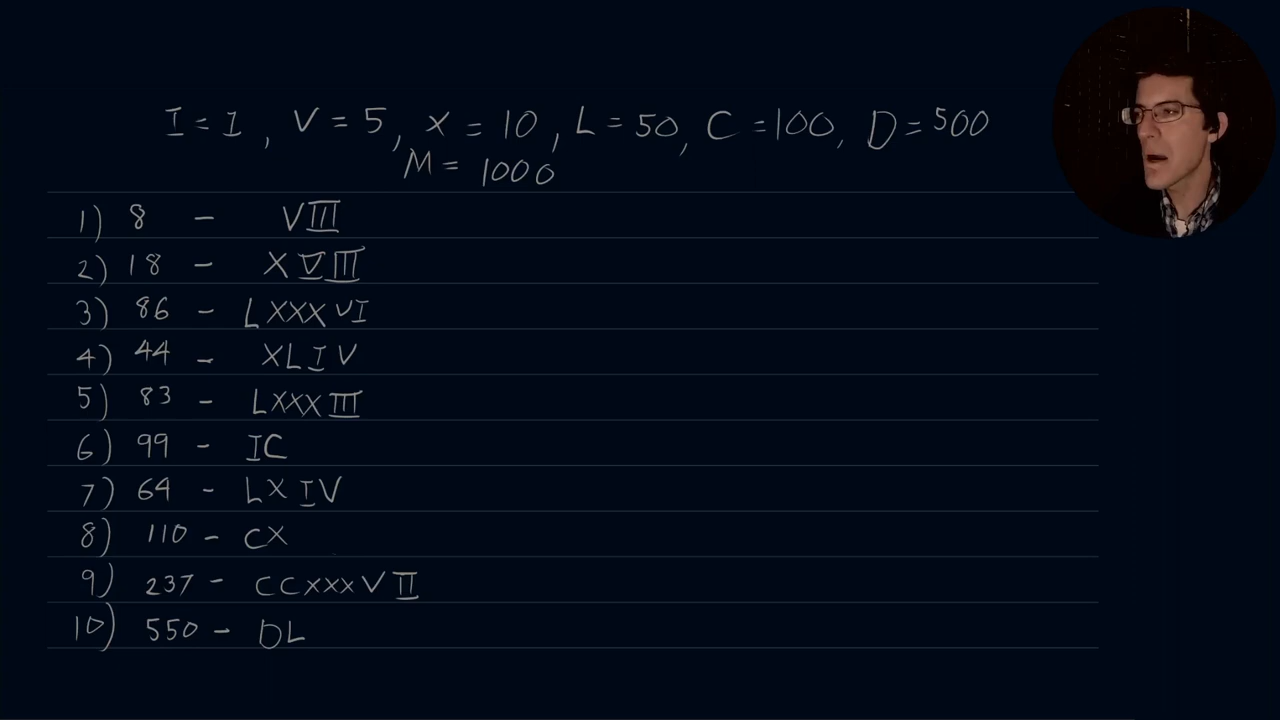 I = I , V = 5 , X = 10 , L = 50 , C = 100 , D = 500
M = 1000
1) 8 - VIII
2) 18 - XVIII
3) 86 - LXXXVI
4) 44 - XLIV
5) 83 - LXXXIII
6) 99 - IC
7) 64 - LXIV
8) 110 - CX
9) 237 - CCXXXVII
10) 550 - DL